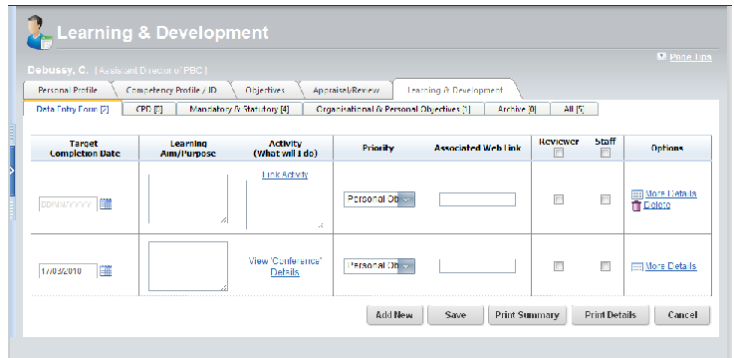 Learning & Development
Debussy, C. [Assistant Director of PBC]
Page Tips
Personal Profile
Competency Profile / JD
Objectives
Appraisal/Review
Learning & Development
Data Entry Form [2]
CPD [5]
Mandatory & Statutory [4]
Organisational & Personal Objectives [1]
Archive [0]
All [5]
Target Completion Date
Learning Aim/Purpose
Activity (What will I do)
Priority
Associated Web Link
Reviewer
Staff
Options
DD/MM/YYYY
Link Activity
Personal Ob
More Details
Delete
17/03/2010
View 'Conference' Details
Personal Ob
More Details
Add New
Save
Print Summary
Print Details
Cancel